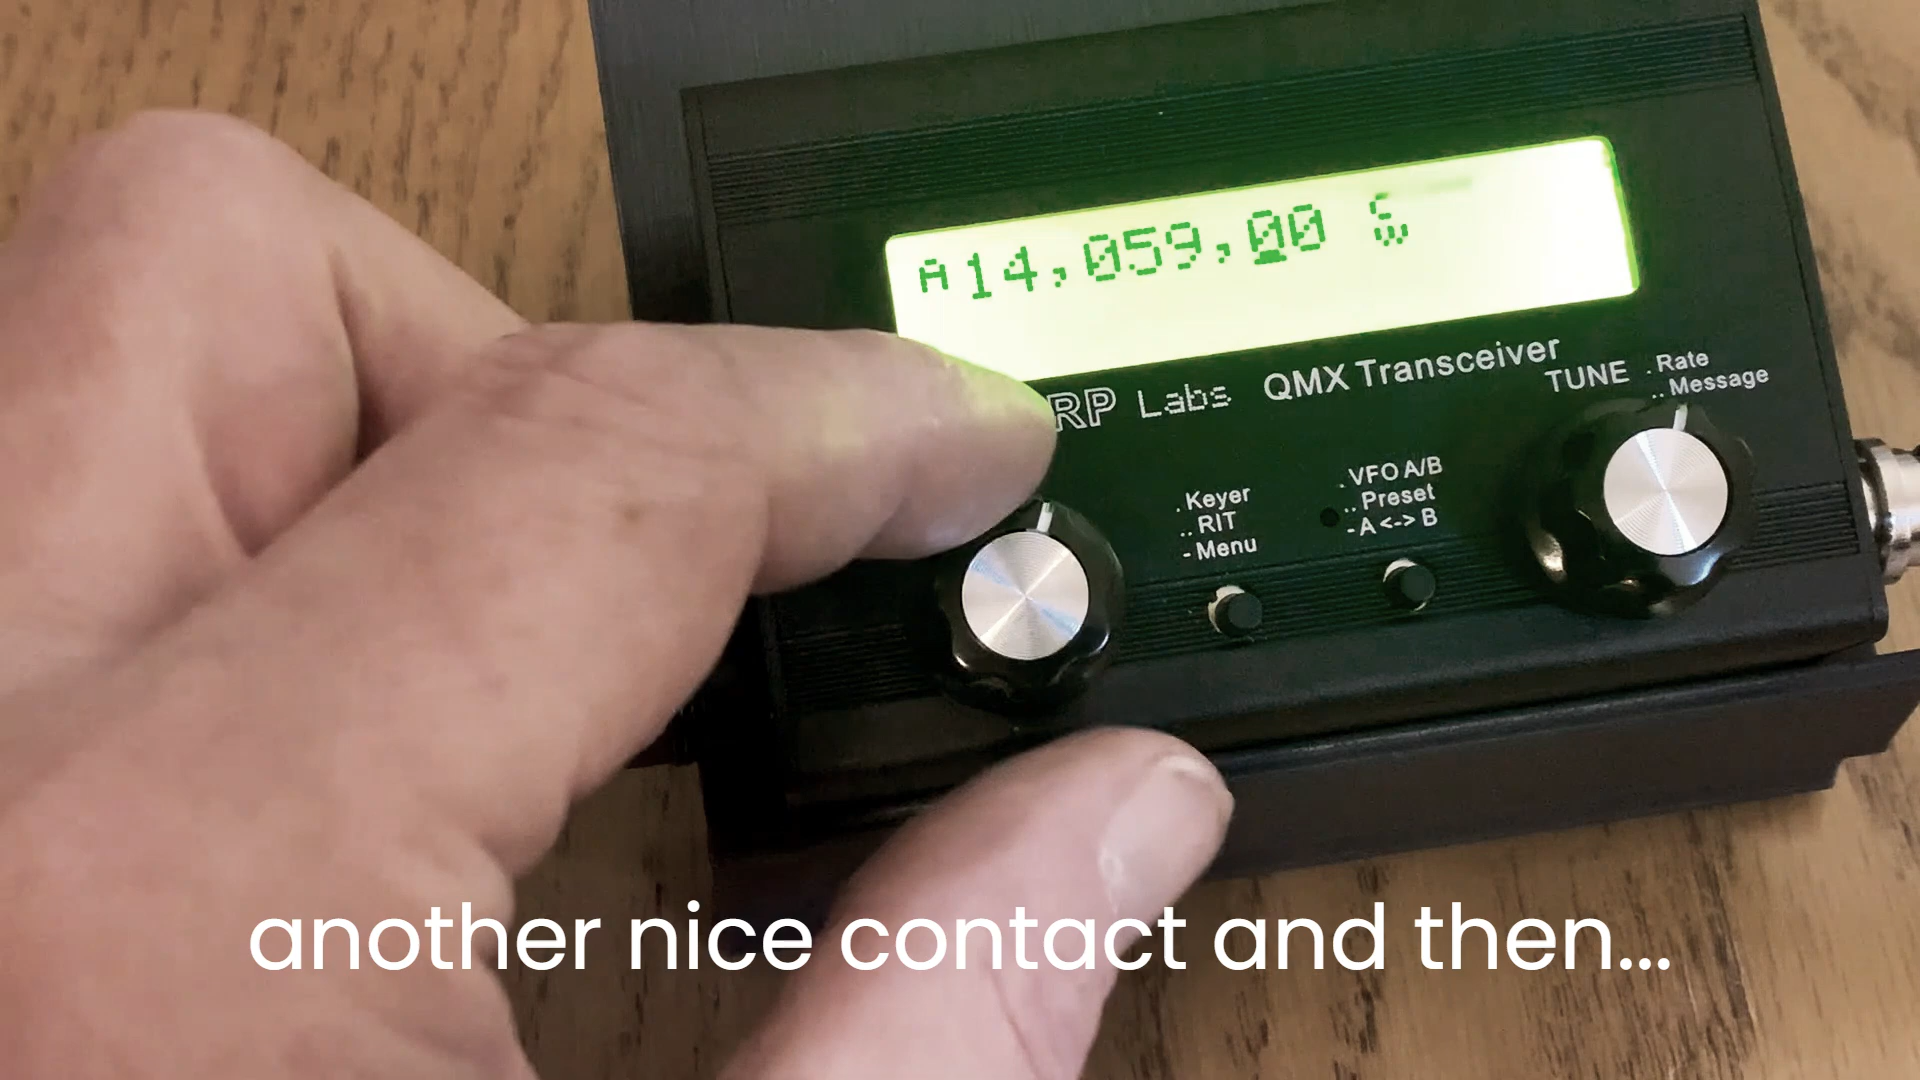 A14,059,00 S
W
RP Labs QMX Transceiver
TUNE
. Rate
.. Message
. Keyer
.. RIT
- Menu
. VFO A/B
.. Preset
- A <-> B
another nice contact and then...